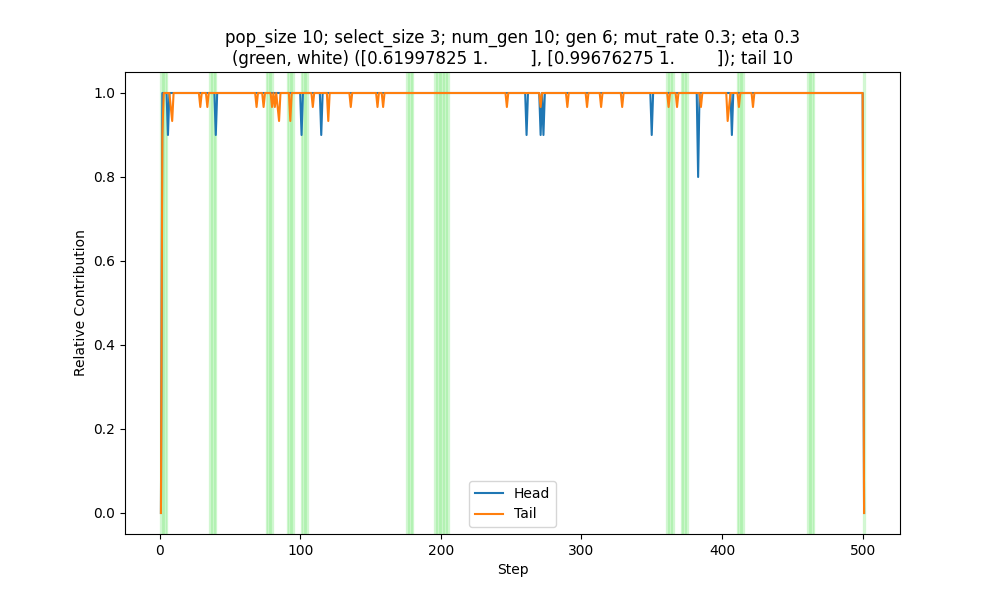 pop_size 10; select_size 3; num_gen 10; gen 6; mut_rate 0.3; eta 0.3
(green, white) ([0.61997825 1.        ], [0.99676275 1.        ]); tail 10
1.0
0.8
0.6
0.4
0.2
0.0
Relative Contribution
Head
Tail
0 100 200 300 400 500
Step